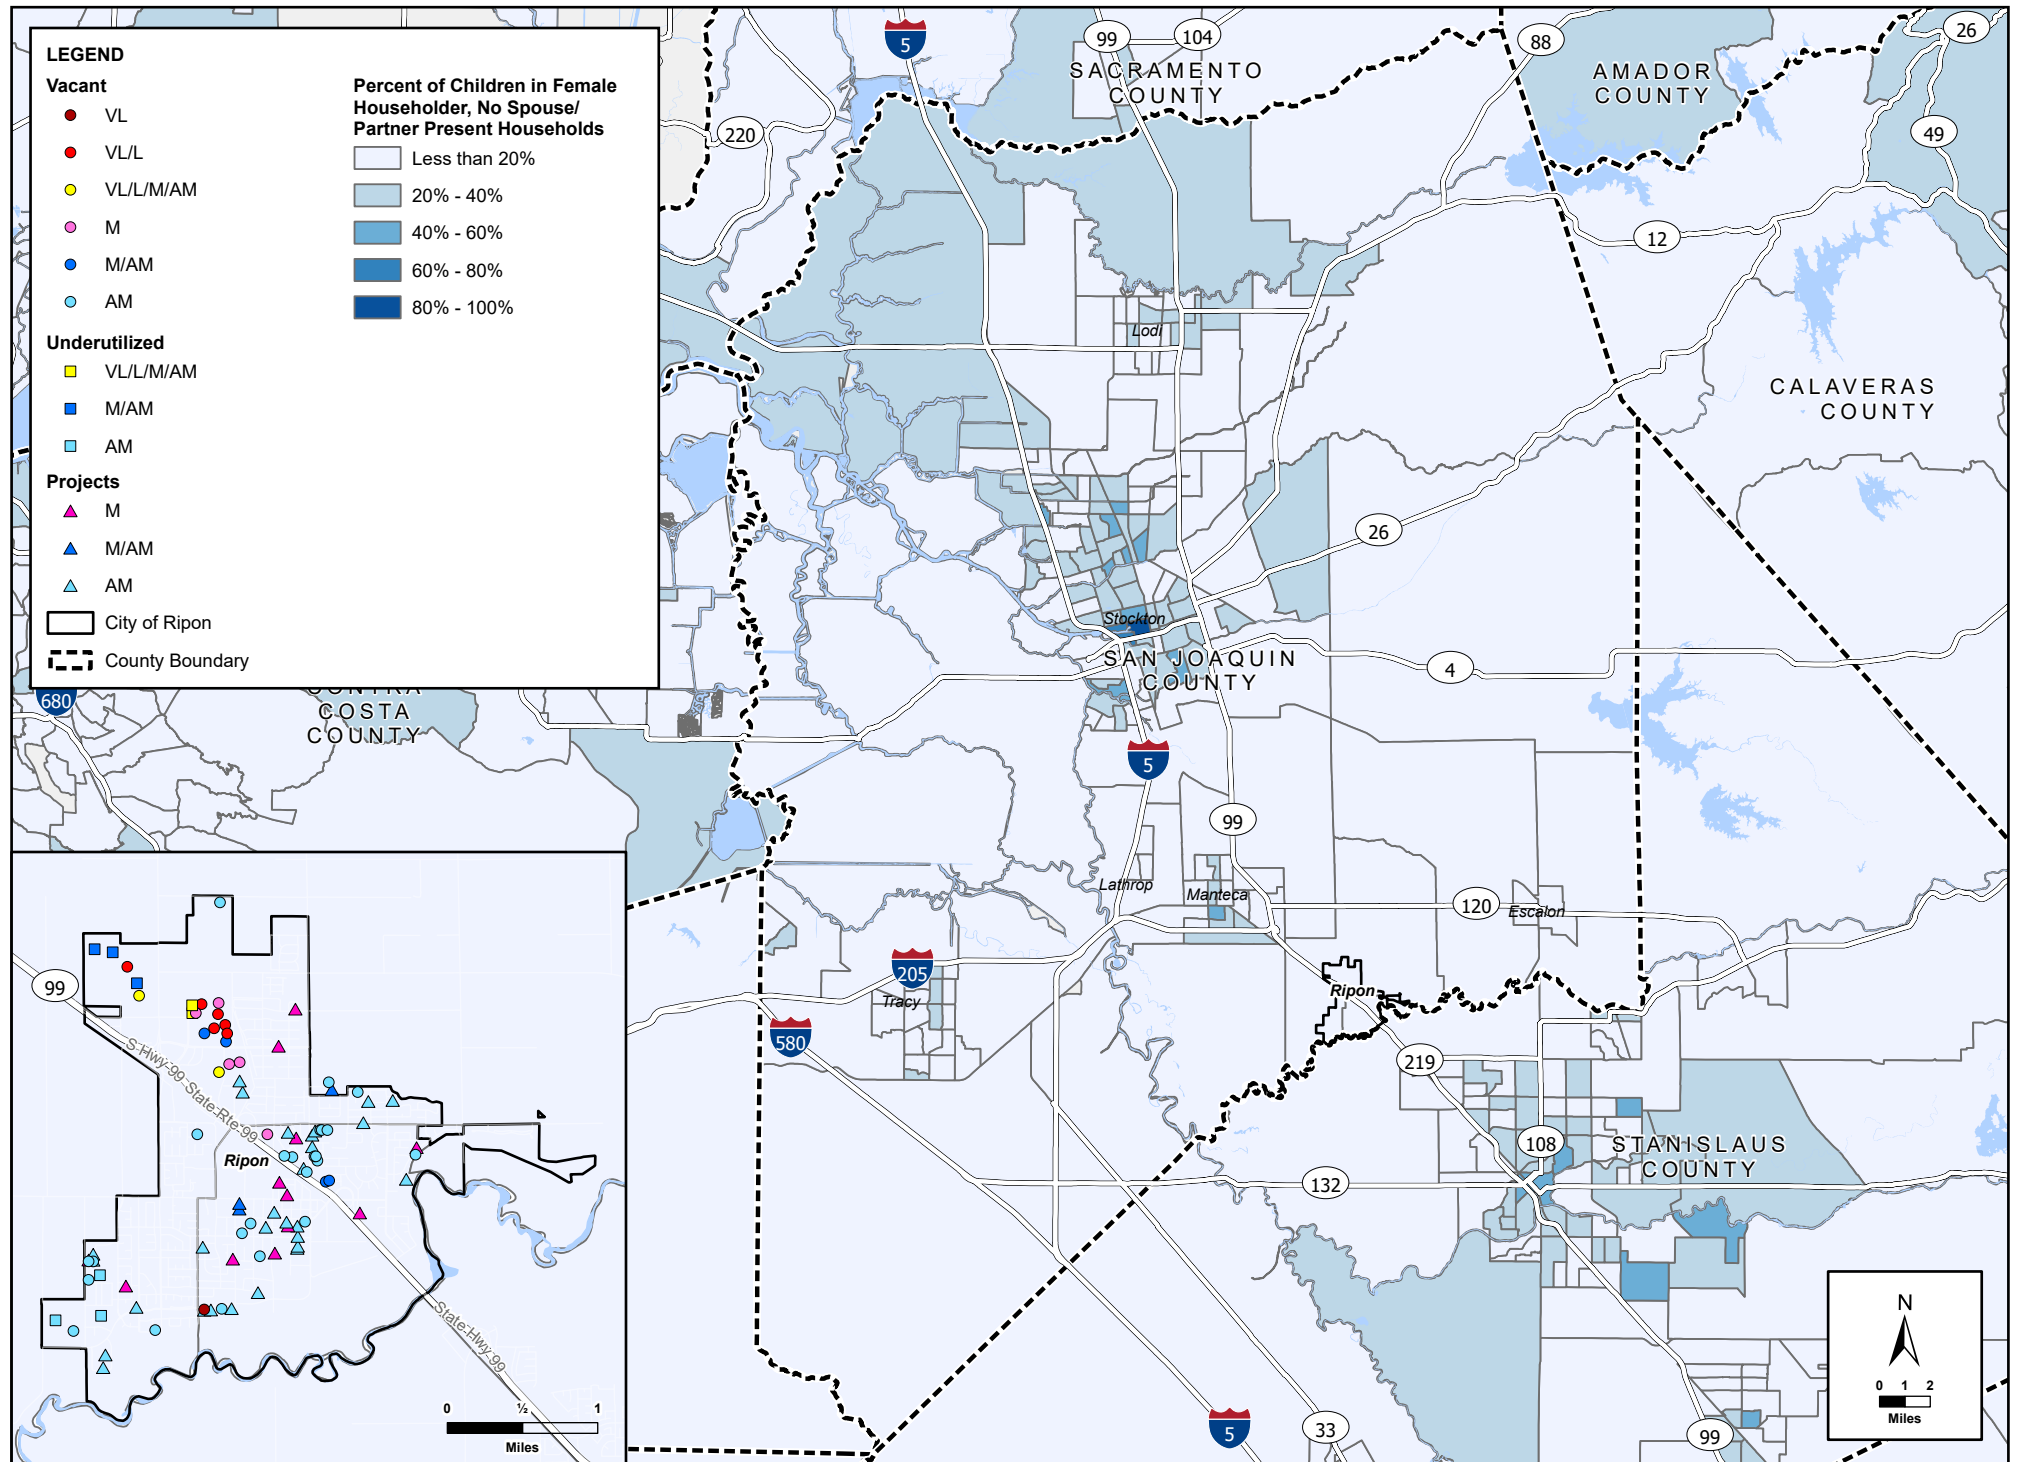 LEGEND
Vacant
VL
VL/L
VL/L/M/AM
M
M/AM
AM
Underutilized
VL/L/M/AM
M/AM
AM
Projects
M
M/AM
AM
City of Ripon
County Boundary
Percent of Children in Female
Householder, No Spouse/
Partner Present Households
Less than 20%
20% - 40%
40% - 60%
60% - 80%
80% - 100%
5
99
104
88
26
SACRAMENTO
COUNTY
AMADOR
COUNTY
220
49
12
Lodi
CALAVERAS
COUNTY
26
Stockton
SAN JOAQUIN
COUNTY
4
680
CONTRA
COSTA
COUNTY
5
99
Lathrop
Manteca
120
Escalon
205
Tracy
Ripon
580
219
108
STANISLAUS
COUNTY
132
5
33
99
99
S Hwy 99 State Rte 99
Ripon
State Hwy 99
0 ½ 1
Miles
N
0 1 2
Miles